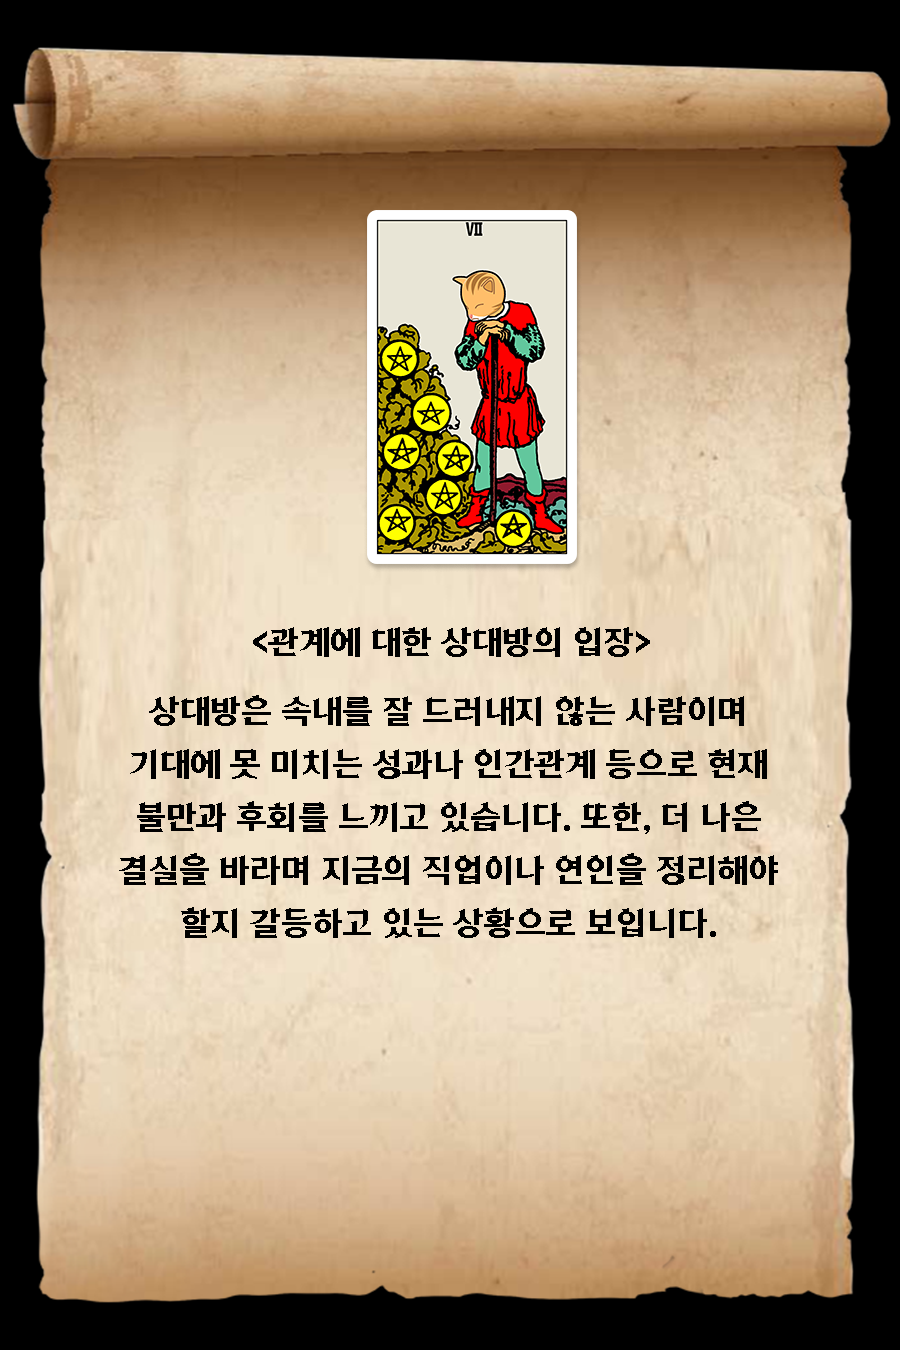 VII
<관계에 대한 상대방의 입장>
상대방은 속내를 잘 드러내지 않는 사람이며
기대에 못 미치는 성과나 인간관계 등으로 현재
불만과 후회를 느끼고 있습니다. 또한, 더 나은
결실을 바라며 지금의 직업이나 연인을 정리해야
할지 갈등하고 있는 상황으로 보입니다.